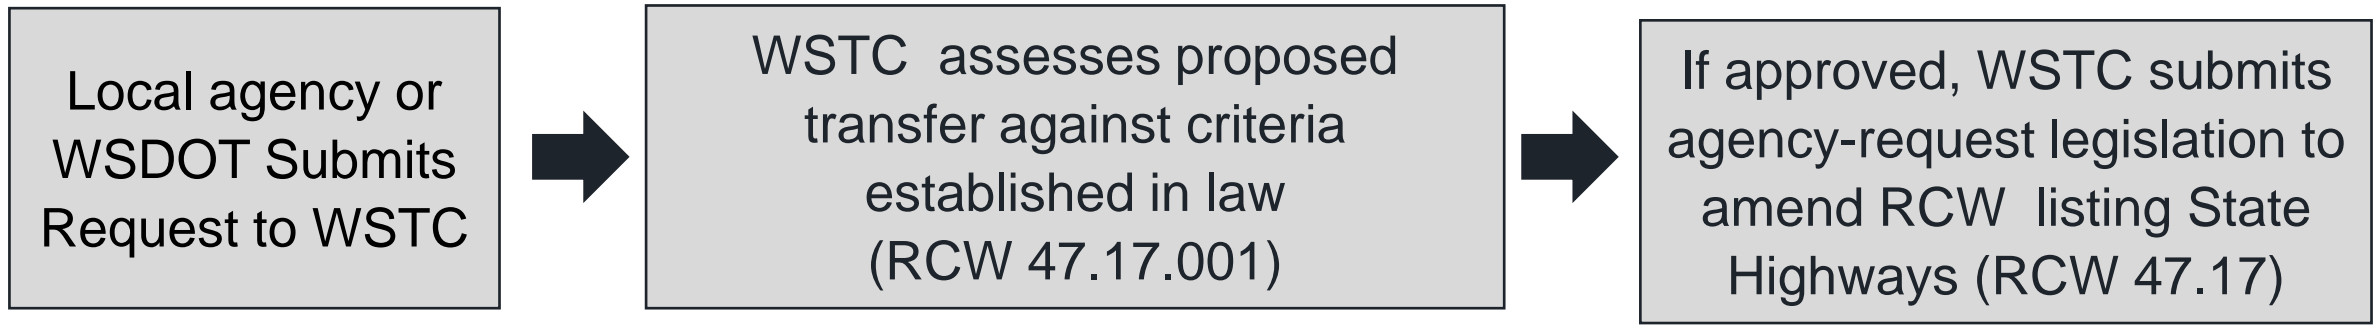 Local agency or
WSDOT Submits
Request to WSTC
WSTC  assesses proposed
transfer against criteria
established in law
(RCW 47.17.001)
If approved, WSTC submits
agency-request legislation to
amend RCW  listing State
Highways (RCW 47.17)